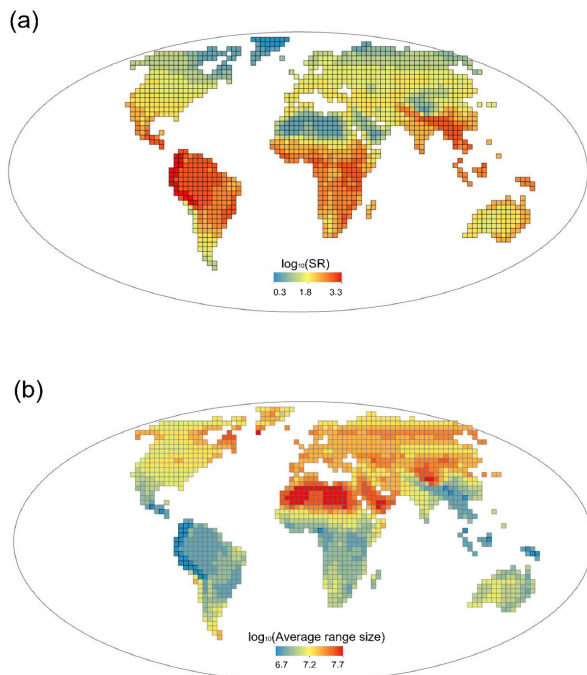 (a)
log₁₀(SR)
0.3 1.8 3.3
(b)
log₁₀(Average range size)
6.7 7.2 7.7